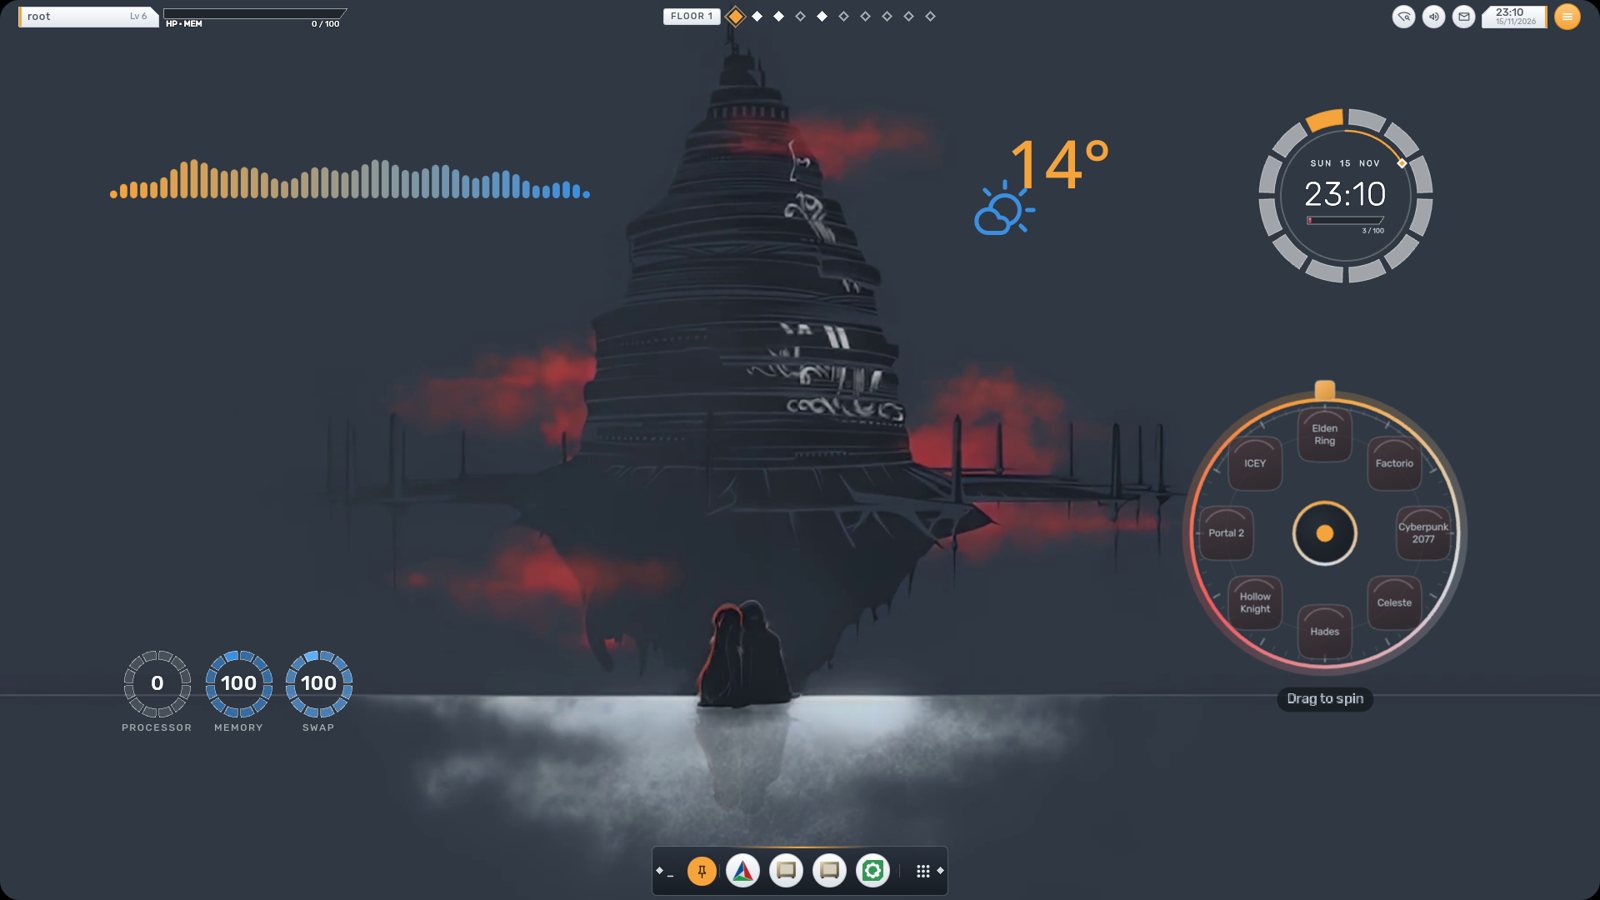 root
Lv 6
HP - MEM
0 / 100
FLOOR 1
23:10
15/11/2026
14°
SUN 15 NOV
23:10
3 / 100
Elden
Ring
ICEY
Factorio
Portal 2
Cyberpunk
2077
Hollow
Knight
Celeste
Hades
Drag to spin
0
100
100
PROCESSOR
MEMORY
SWAP